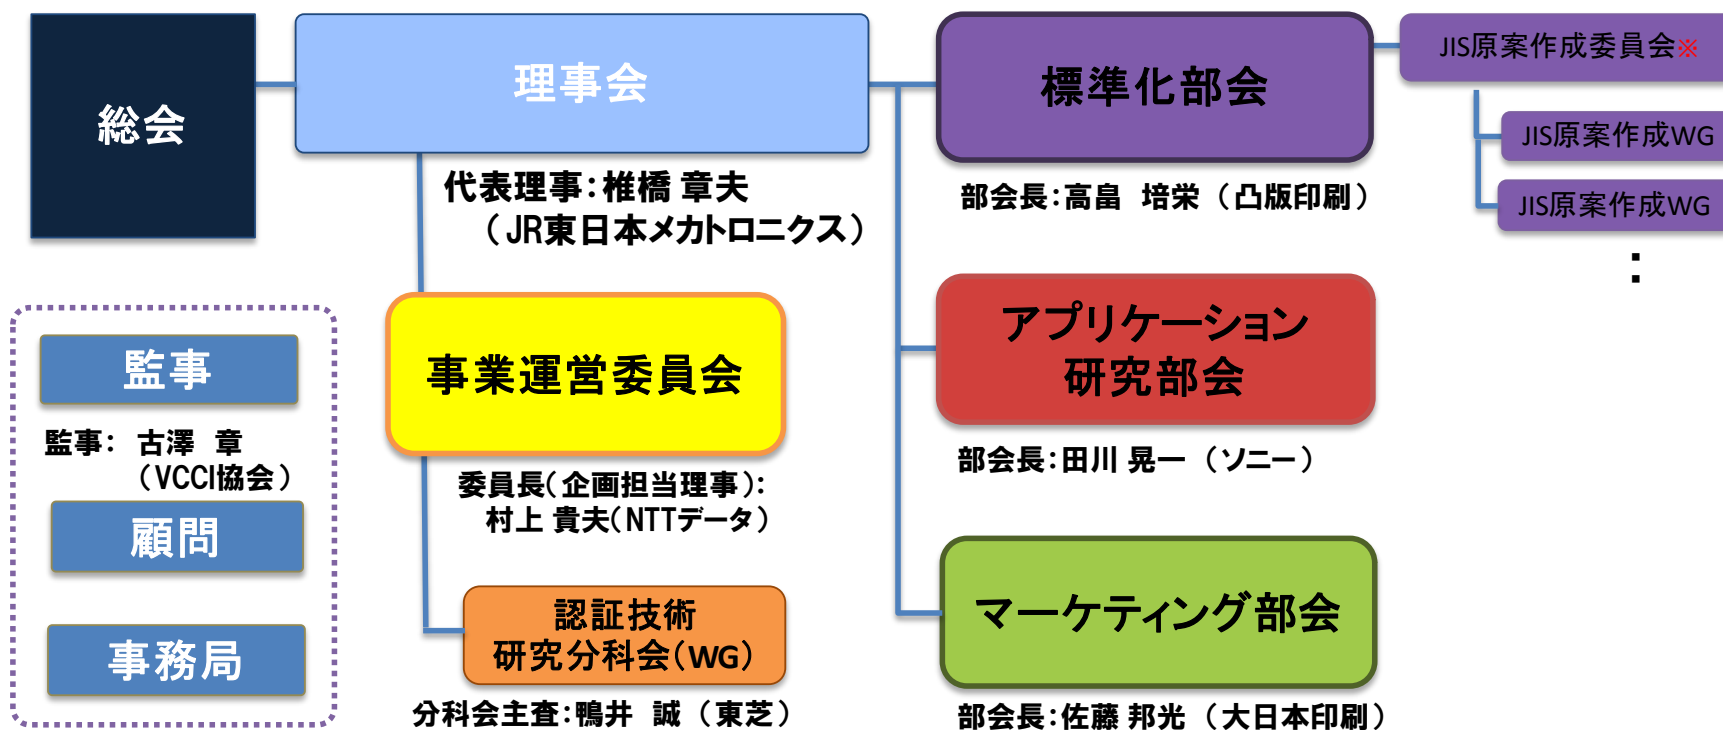 総会
理事会
代表理事：椎橋 章夫
（JR東日本メカトロニクス）
標準化部会
部会長：高畠　培栄（凸版印刷）
JIS原案作成委員会※
JIS原案作成WG
JIS原案作成WG
：
監事
監事：　古澤　章
（VCCI協会）
顧問
事務局
事業運営委員会
委員長（企画担当理事）：
村上 貴夫（NTTデータ）
認証技術
研究分科会（WG）
分科会主査：鴨井　誠（東芝）
アプリケーション
研究部会
部会長：田川 晃一（ソニー）
マーケティング部会
部会長：佐藤 邦光（大日本印刷）